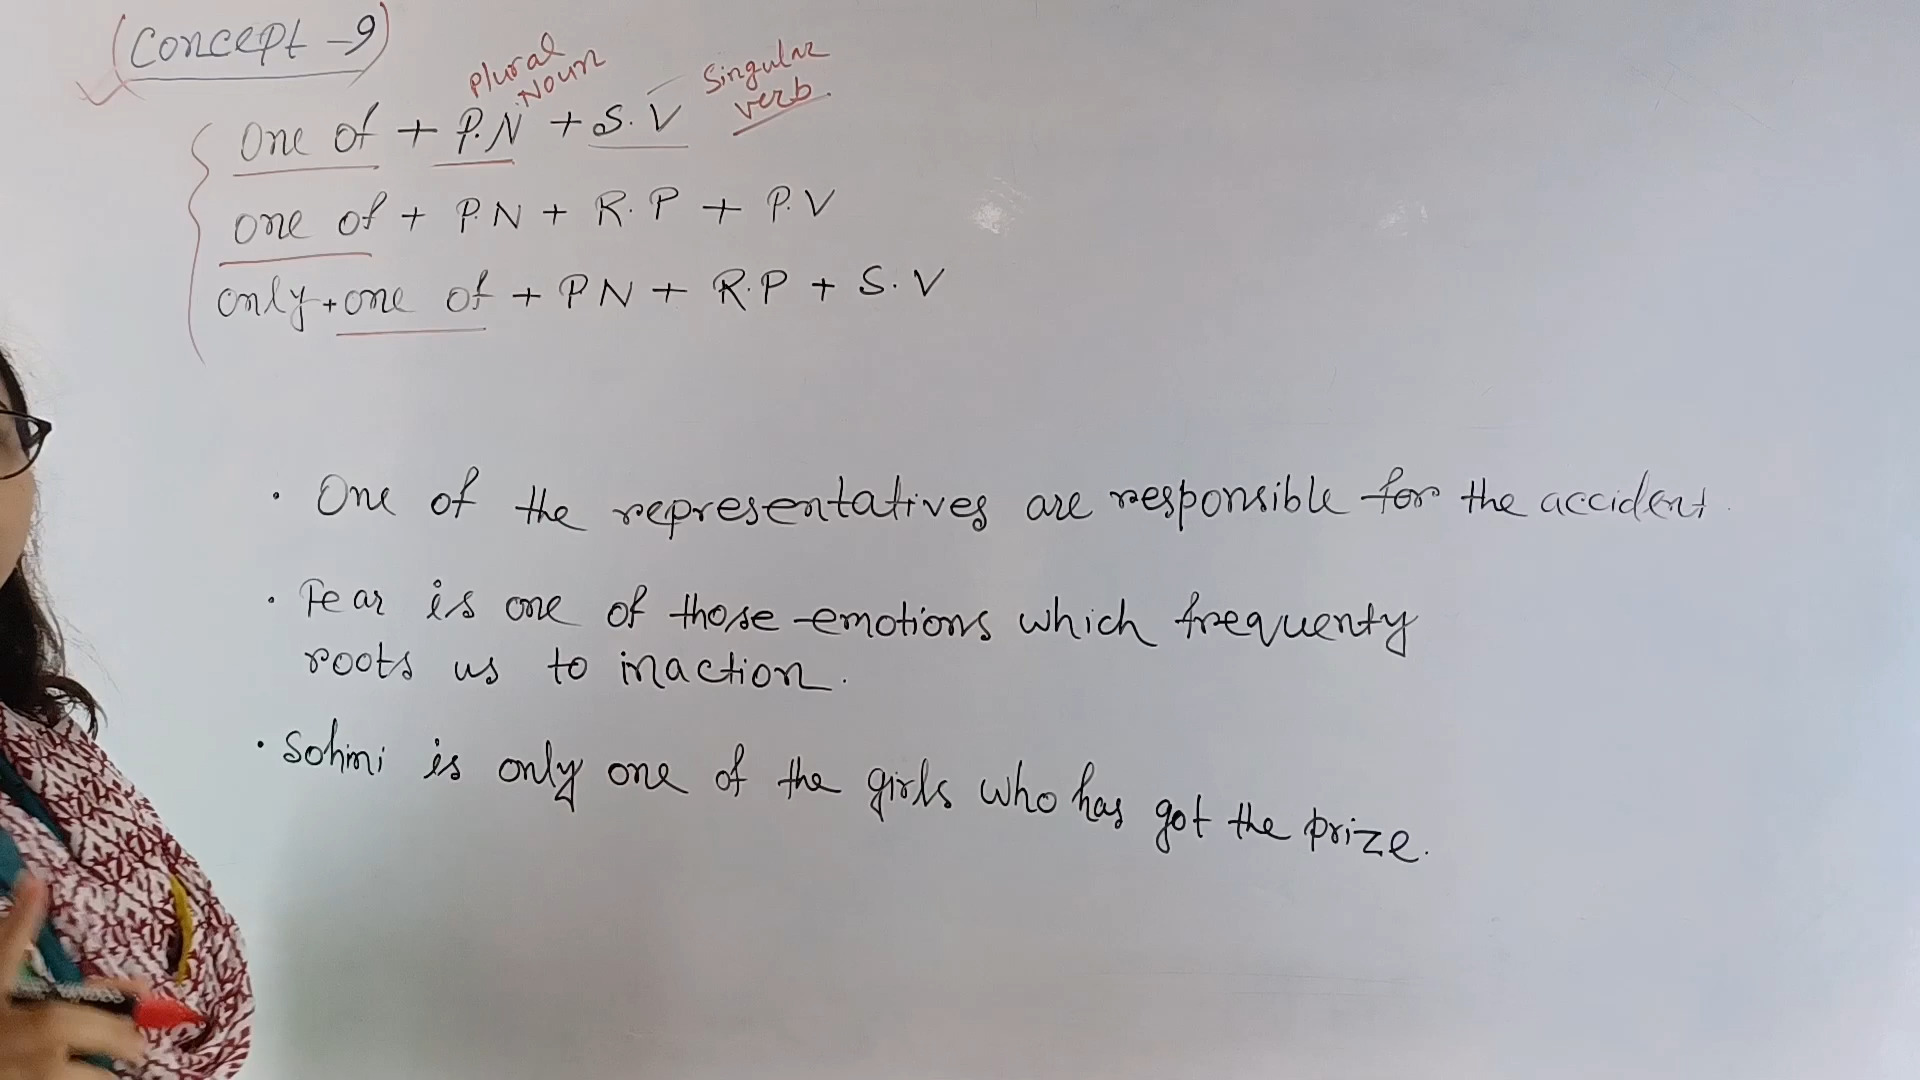 (Concept -9)
plural
Noun
Singular
verb.
One of + P.N + S.V
one of + P.N + R.P + P.V
only + one of + P N + R.P + S.V
• One of the representatives are responsible for the accident.
• Fear is one of those emotions which frequenty
roots us to inaction.
• Sohini is only one of the girls who has got the prize.